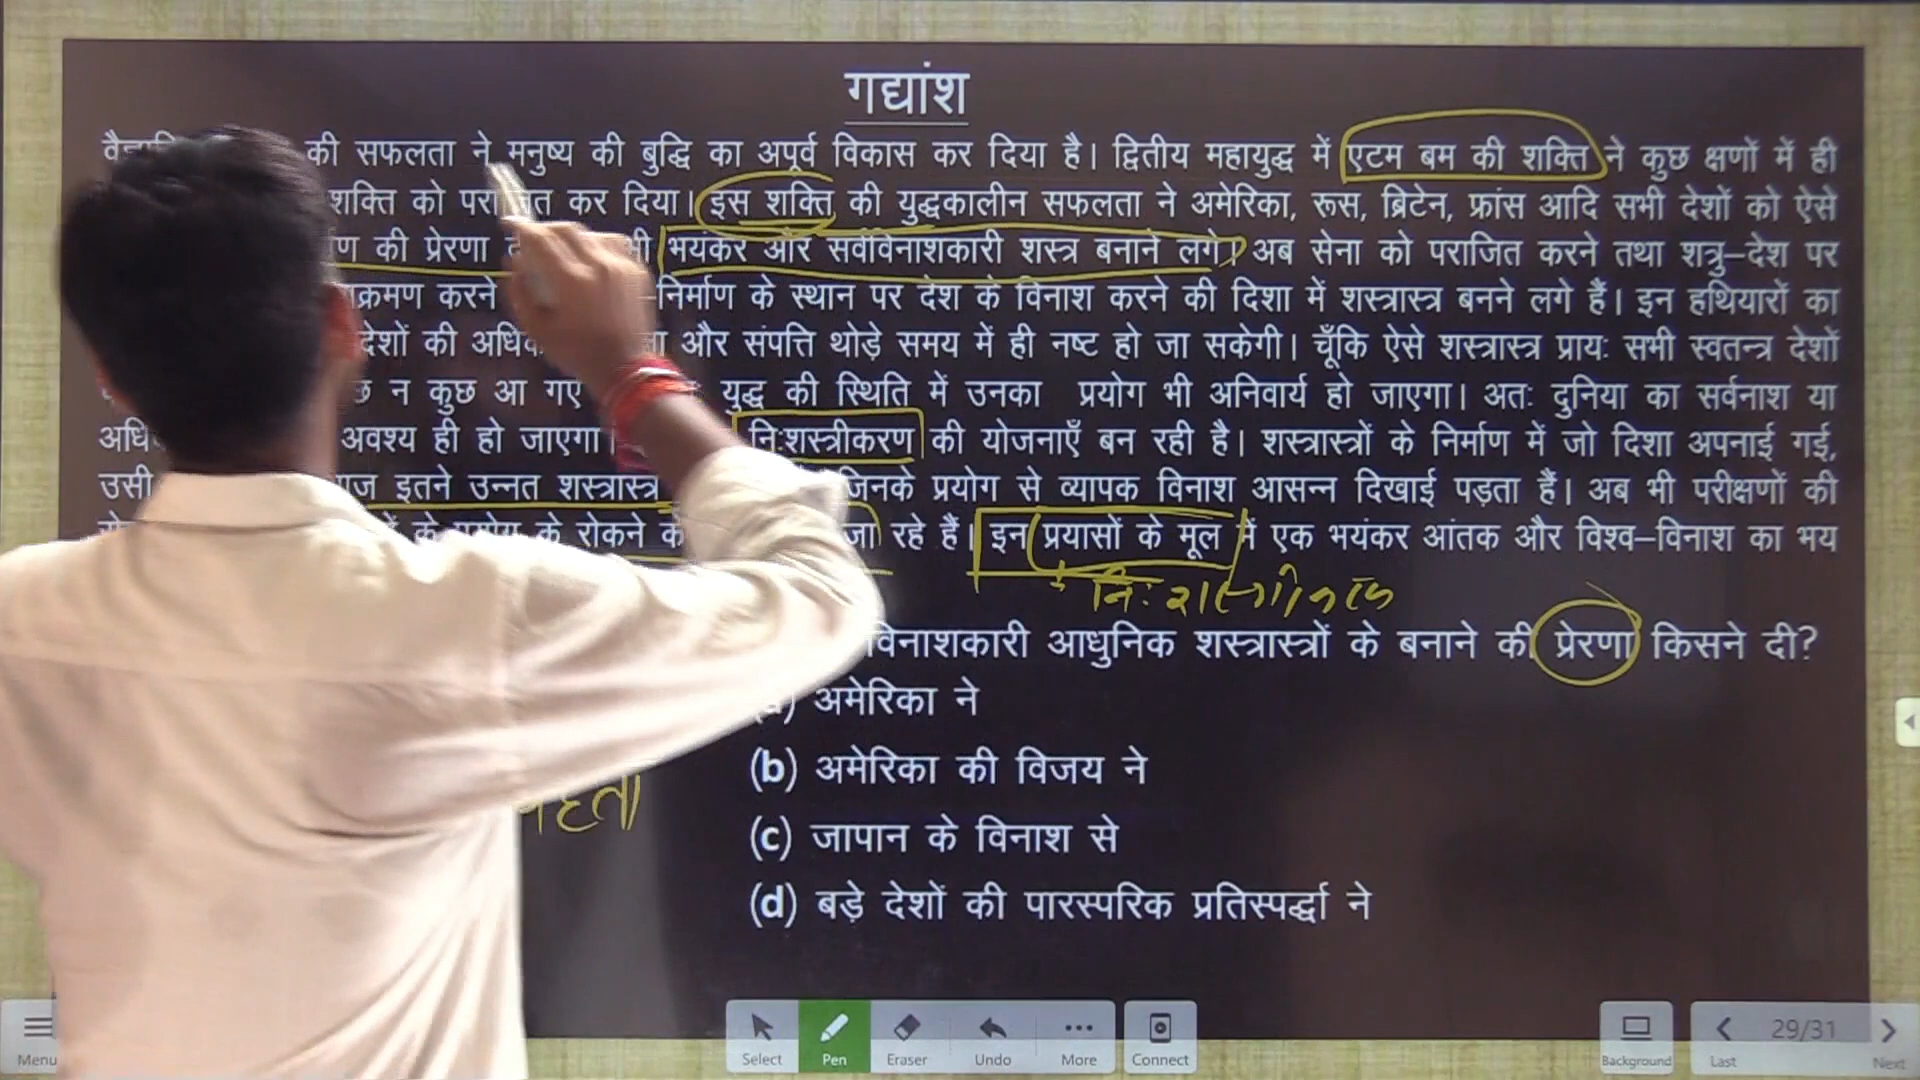 गद्यांश
की सफलता ने मनुष्य की बुद्धि का अपूर्व विकास कर दिया है। द्वितीय महायुद्ध में एटम बम की शक्ति ने कुछ क्षणों में ही
शक्ति को पराजित कर दिया। इस शक्ति की युद्धकालीन सफलता ने अमेरिका, रूस, ब्रिटेन, फ्रांस आदि सभी देशों को ऐसे
की प्रेरणा भयंकर और सर्वविनाशकारी शस्त्र बनाने लगे। अब सेना को पराजित करने तथा शत्रु–देश पर
करने –निर्माण के स्थान पर देश के विनाश करने की दिशा में शस्त्रास्त्र बनने लगे हैं। इन हथियारों का
देशों की और संपत्ति थोड़े समय में ही नष्ट हो जा सकेगी। चूँकि ऐसे शस्त्रास्त्र प्रायः सभी स्वतन्त्र देशों
न कुछ आ गए युद्ध की स्थिति में उनका प्रयोग भी अनिवार्य हो जाएगा। अतः दुनिया का सर्वनाश या
अवश्य ही हो जाएगा। निःशस्त्रीकरण की योजनाएँ बन रही है। शस्त्रास्त्रों के निर्माण में जो दिशा अपनाई गई,
उसी इतने उन्नत शस्त्रास्त्र जिनके प्रयोग से व्यापक विनाश आसन्न दिखाई पड़ता हैं। अब भी परीक्षणों की
के प्रयोग के रोकने के जा रहे हैं। इन प्रयासों के मूल में एक भयंकर आंतक और विश्व–विनाश का भय
विनाशकारी आधुनिक शस्त्रास्त्रों के बनाने की प्रेरणा किसने दी?
(a) अमेरिका ने
(b) अमेरिका की विजय ने
(c) जापान के विनाश से
(d) बड़े देशों की पारस्परिक प्रतिस्पर्द्धा ने
Menu Select Pen Eraser Undo More Connect Background Last 29/31 Next